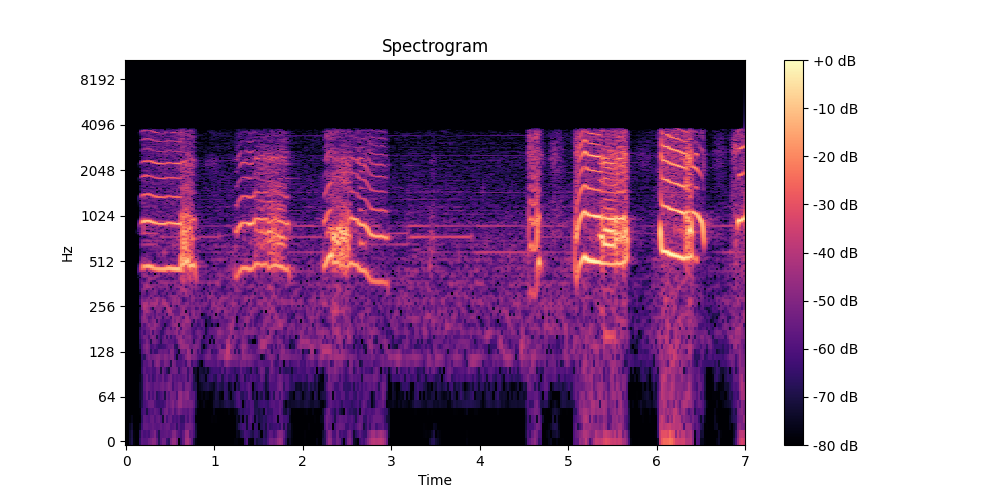 Spectrogram
Hz
8192
4096
2048
1024
512
256
128
64
0
0 1 2 3 4 5 6 7
Time
+0 dB
-10 dB
-20 dB
-30 dB
-40 dB
-50 dB
-60 dB
-70 dB
-80 dB